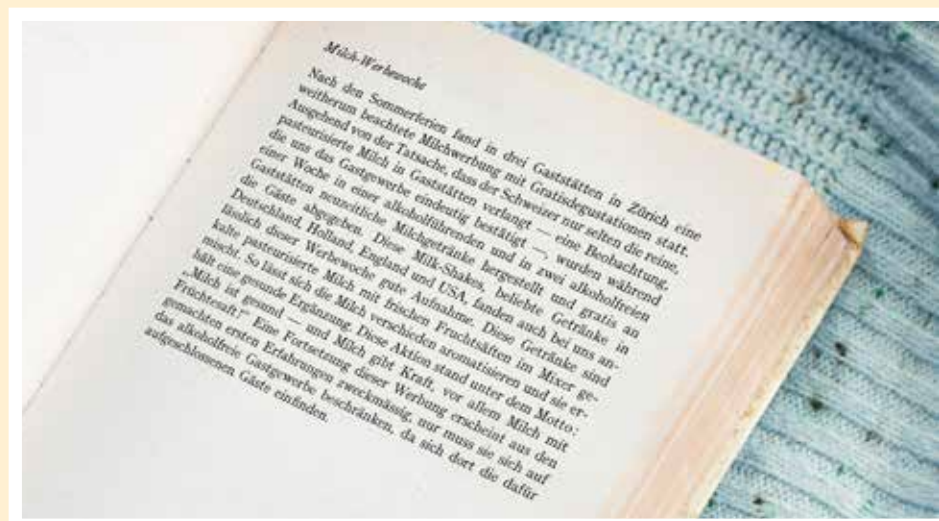 Milch-Werbewoche
Nach den Sommerferien fand in drei Gaststätten in Zürich eine
weitherum beachtete Milchwerbung mit Gratisdegustationen statt.
Ausgehend von der Tatsache, dass der Schweizer nur selten die reine,
pasteurisierte Milch in Gaststätten verlangt — eine Beobachtung,
die uns das Gastgewerbe eindeutig bestätigt —, wurden während
einer Woche in einer alkoholführenden und in zwei alkoholfreien
Gaststätten neuzeitliche Milchgetränke hergestellt und gratis an
die Gäste abgegeben. Diese Milk-Shakes, beliebte Getränke in
Deutschland, Holland, England und USA, fanden auch bei uns an-
lässlich dieser Werbewoche gute Aufnahme. Diese Getränke sind
kalte pasteurisierte Milch mit frischen Fruchtsäften im Mixer ge-
mischt. So lässt sich die Milch verschieden aromatisieren und sie er-
hält eine gesunde Ergänzung. Diese Aktion stand unter dem Motto:
„Milch ist gesund — und Milch gibt Kraft, vor allem Milch mit
Früchtesaft!“ Eine Fortsetzung dieser Werbung erscheint aus den
gemachten ersten Erfahrungen zweckmässig, nur muss sie sich auf
das alkoholfreie Gastgewerbe beschränken, da sich dort die dafür
aufgeschlossenen Gäste einfinden.